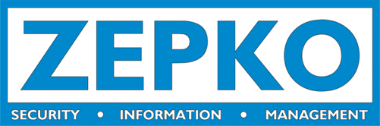 ZEPKO
SECURITY • INFORMATION • MANAGEMENT